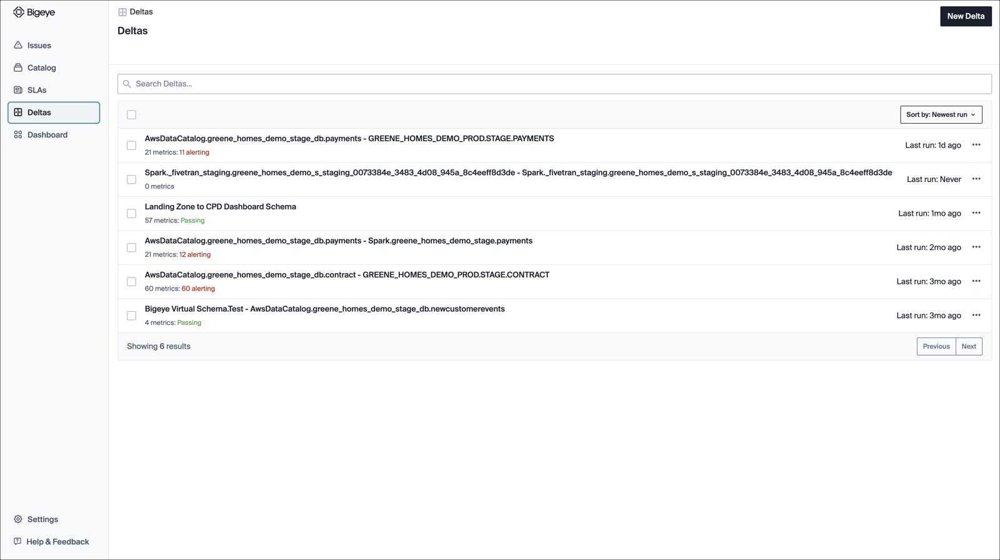 Bigeye
Issues
Catalog
SLAs
Deltas
Dashboard
Settings
Help & Feedback
Deltas
Deltas
New Delta
Search Deltas...
Sort by: Newest run
AwsDataCatalog.greene_homes_demo_stage_db.payments - GREENE_HOMES_DEMO_PROD.STAGE.PAYMENTS
21 metrics: 11 alerting
Last run: 1d ago
Spark._fivetran_staging.greene_homes_demo_s_staging_0073384e_3483_4d08_945a_8c4eeff8d3de - Spark._fivetran_staging.greene_homes_demo_s_staging_0073384e_3483_4d08_945a_8c4eeff8d3de
0 metrics
Last run: Never
Landing Zone to CPD Dashboard Schema
57 metrics: Passing
Last run: 1mo ago
AwsDataCatalog.greene_homes_demo_stage_db.payments - Spark.greene_homes_demo_stage.payments
21 metrics: 12 alerting
Last run: 2mo ago
AwsDataCatalog.greene_homes_demo_stage_db.contract - GREENE_HOMES_DEMO_PROD.STAGE.CONTRACT
60 metrics: 60 alerting
Last run: 3mo ago
Bigeye Virtual Schema.Test - AwsDataCatalog.greene_homes_demo_stage_db.newcustomerevents
4 metrics: Passing
Last run: 3mo ago
Showing 6 results
Previous
Next